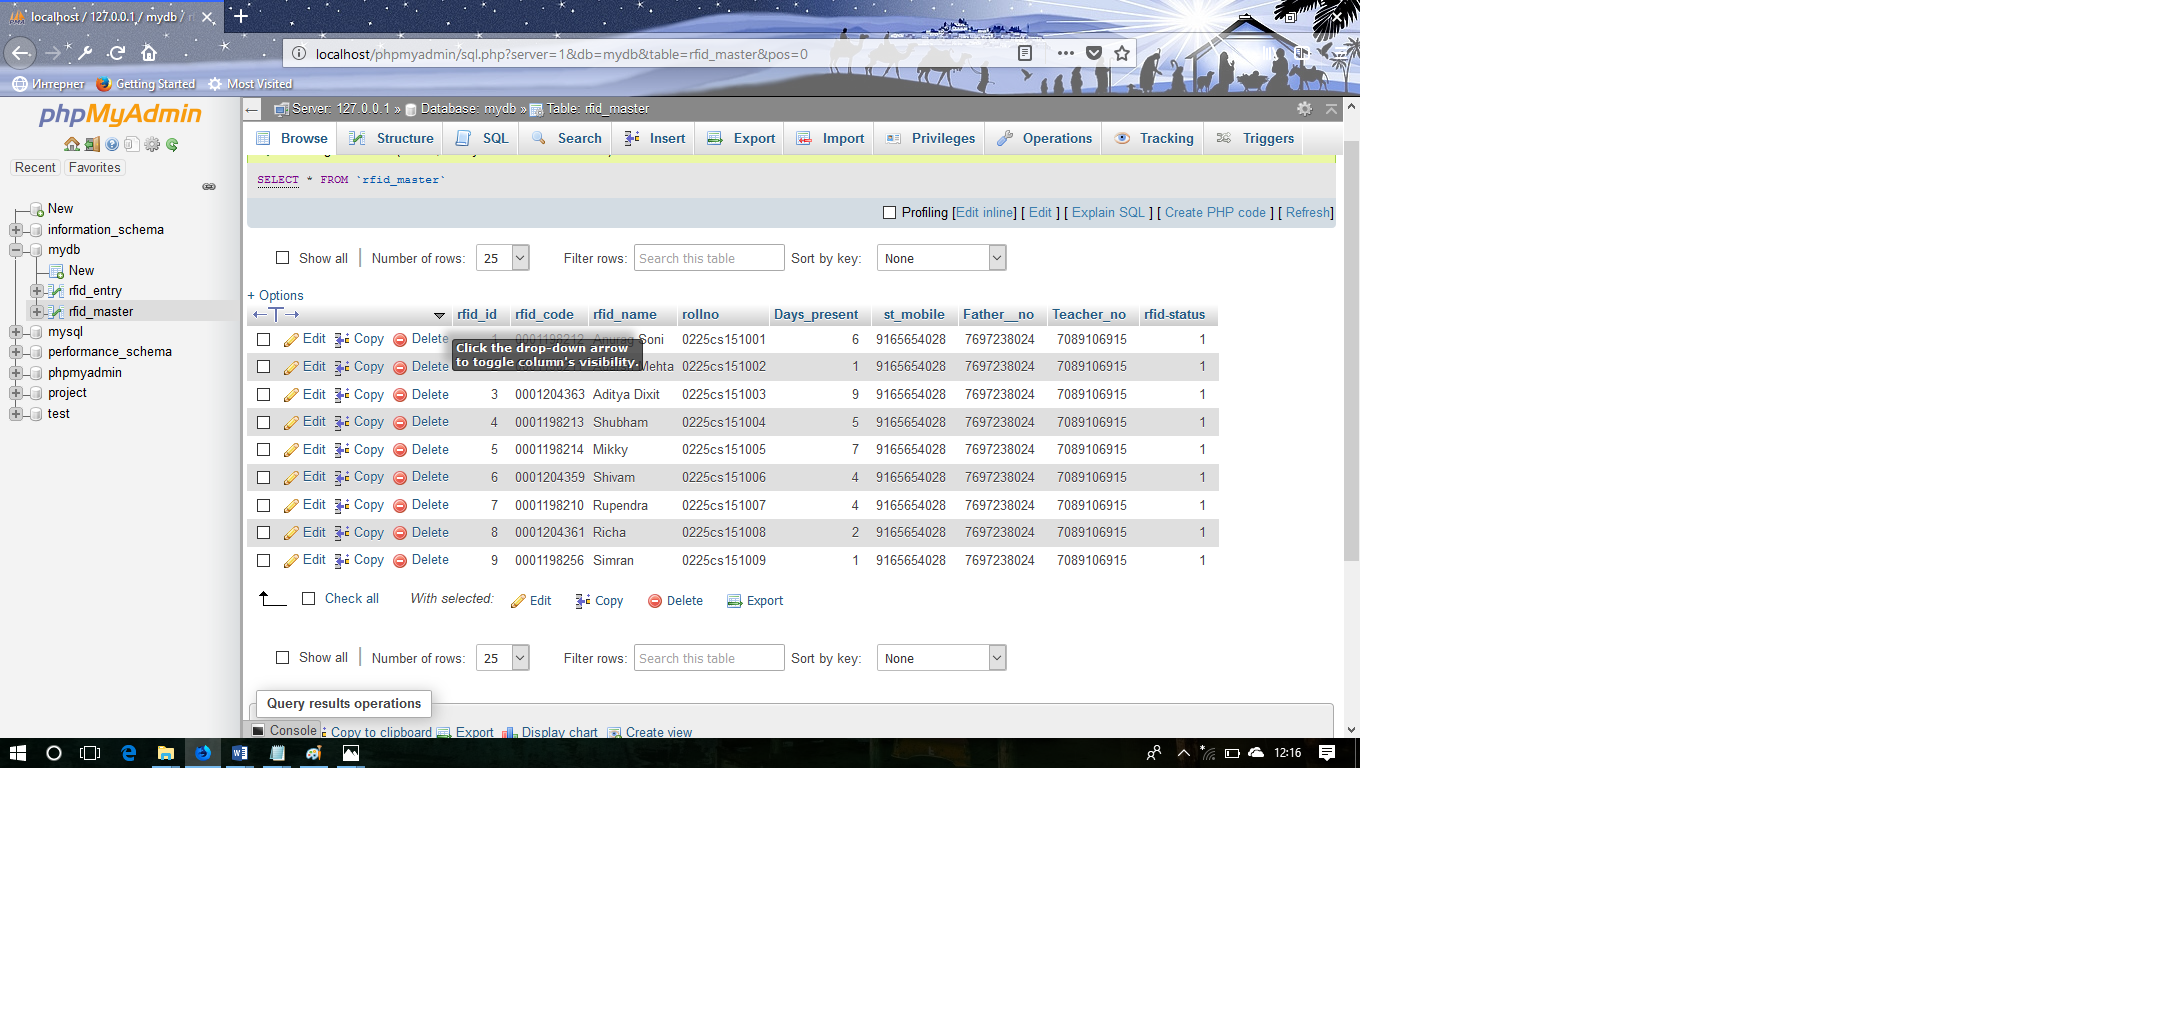 localhost / 127.0.0.1 / mydb / r
localhost/phpmyadmin/sql.php?server=1&db=mydb&table=rfid_master&pos=0
Интернет Getting Started Most Visited
phpMyAdmin
Recent Favorites
New
information_schema
mydb
New
rfid_entry
rfid_master
mysql
performance_schema
phpmyadmin
project
test
Server: 127.0.0.1 » Database: mydb » Table: rfid_master
Browse Structure SQL Search Insert Export Import Privileges Operations Tracking Triggers
SELECT * FROM `rfid_master`
Profiling [Edit inline] [ Edit ] [ Explain SQL ] [ Create PHP code ] [ Refresh]
Show all Number of rows: 25 Filter rows: Search this table Sort by key: None
+ Options
←T→ rfid_id rfid_code rfid_name rollno Days_present st_mobile Father__no Teacher_no rfid-status
Edit Copy Delete 1 0001198212 Anurag Soni 0225cs151001 6 9165654028 7697238024 7089106915 1
Click the drop-down arrow
to toggle column's visibility.
Edit Copy Delete Mehta 0225cs151002 1 9165654028 7697238024 7089106915 1
Edit Copy Delete 3 0001204363 Aditya Dixit 0225cs151003 9 9165654028 7697238024 7089106915 1
Edit Copy Delete 4 0001198213 Shubham 0225cs151004 5 9165654028 7697238024 7089106915 1
Edit Copy Delete 5 0001198214 Mikky 0225cs151005 7 9165654028 7697238024 7089106915 1
Edit Copy Delete 6 0001204359 Shivam 0225cs151006 4 9165654028 7697238024 7089106915 1
Edit Copy Delete 7 0001198210 Rupendra 0225cs151007 4 9165654028 7697238024 7089106915 1
Edit Copy Delete 8 0001204361 Richa 0225cs151008 2 9165654028 7697238024 7089106915 1
Edit Copy Delete 9 0001198256 Simran 0225cs151009 1 9165654028 7697238024 7089106915 1
Check all With selected: Edit Copy Delete Export
Show all Number of rows: 25 Filter rows: Search this table Sort by key: None
Query results operations
Console Copy to clipboard Export Display chart Create view
12:16